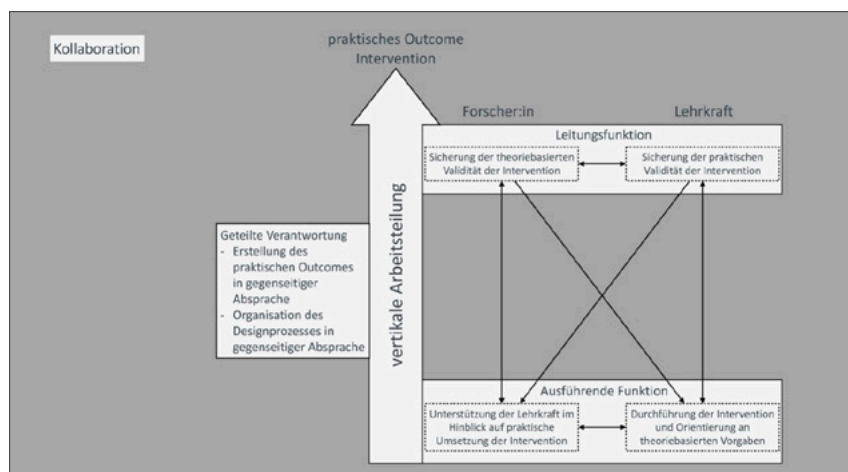 Kollaboration
praktisches Outcome
Intervention
Forscher:in
Lehrkraft
Leitungsfunktion
Sicherung der theoriebasierten
Validität der Intervention
Sicherung der praktischen
Validität der Intervention
Geteilte Verantwortung
- Erstellung des
praktischen Outcomes
in gegenseitiger
Absprache
- Organisation des
Designprozesses in
gegenseitiger Absprache
vertikale Arbeitsteilung
Ausführende Funktion
Unterstützung der Lehrkraft im
Hinblick auf praktische
Umsetzung der Intervention
Durchführung der Intervention
und Orientierung an
theoriebasierten Vorgaben